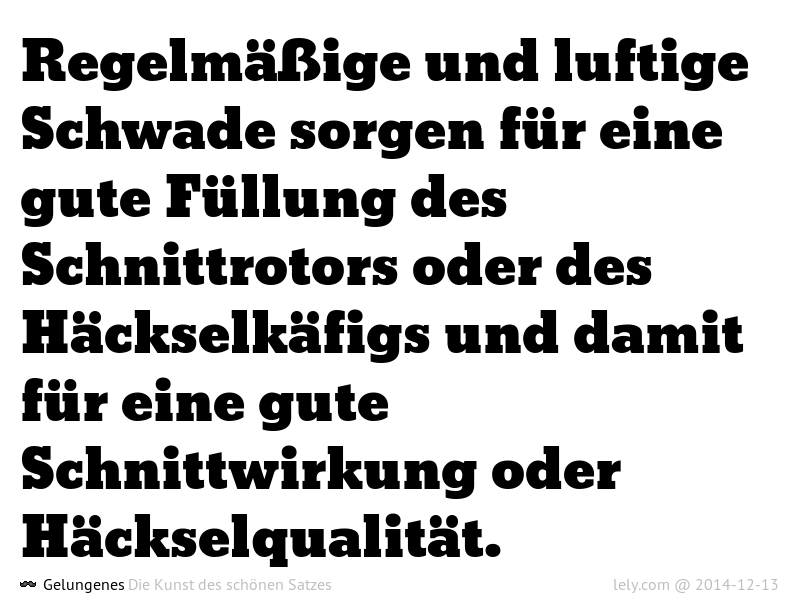 Regelmäßige und luftige
Schwade sorgen für eine
gute Füllung des
Schnittrotors oder des
Häckselkäfigs und damit
für eine gute
Schnittwirkung oder
Häckselqualität.
Gelungenes Die Kunst des schönen Satzes lely.com @ 2014-12-13